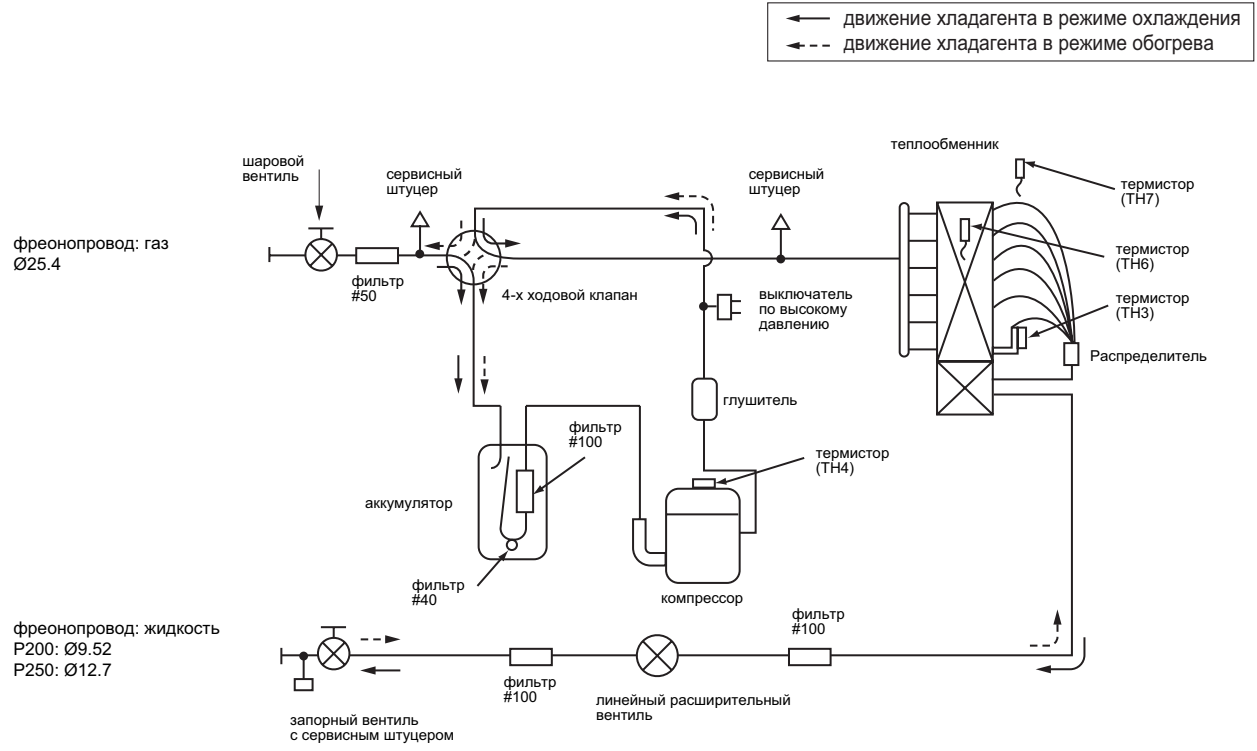 движение хладагента в режиме охлаждения
движение хладагента в режиме обогрева
теплообменник
шаровой
вентиль
сервисный
штуцер
сервисный
штуцер
термистор
(TH7)
фреонопровод: газ
Ø25.4
фильтр
#50
4-х ходовой клапан
выключатель
по высокому
давлению
термистор
(TH6)
термистор
(TH3)
Распределитель
глушитель
фильтр
#100
термистор
(TH4)
аккумулятор
фильтр
#40
компрессор
фреонопровод: жидкость
P200: Ø9.52
P250: Ø12.7
фильтр
#100
фильтр
#100
линейный расширительный
вентиль
запорный вентиль
с сервисным штуцером